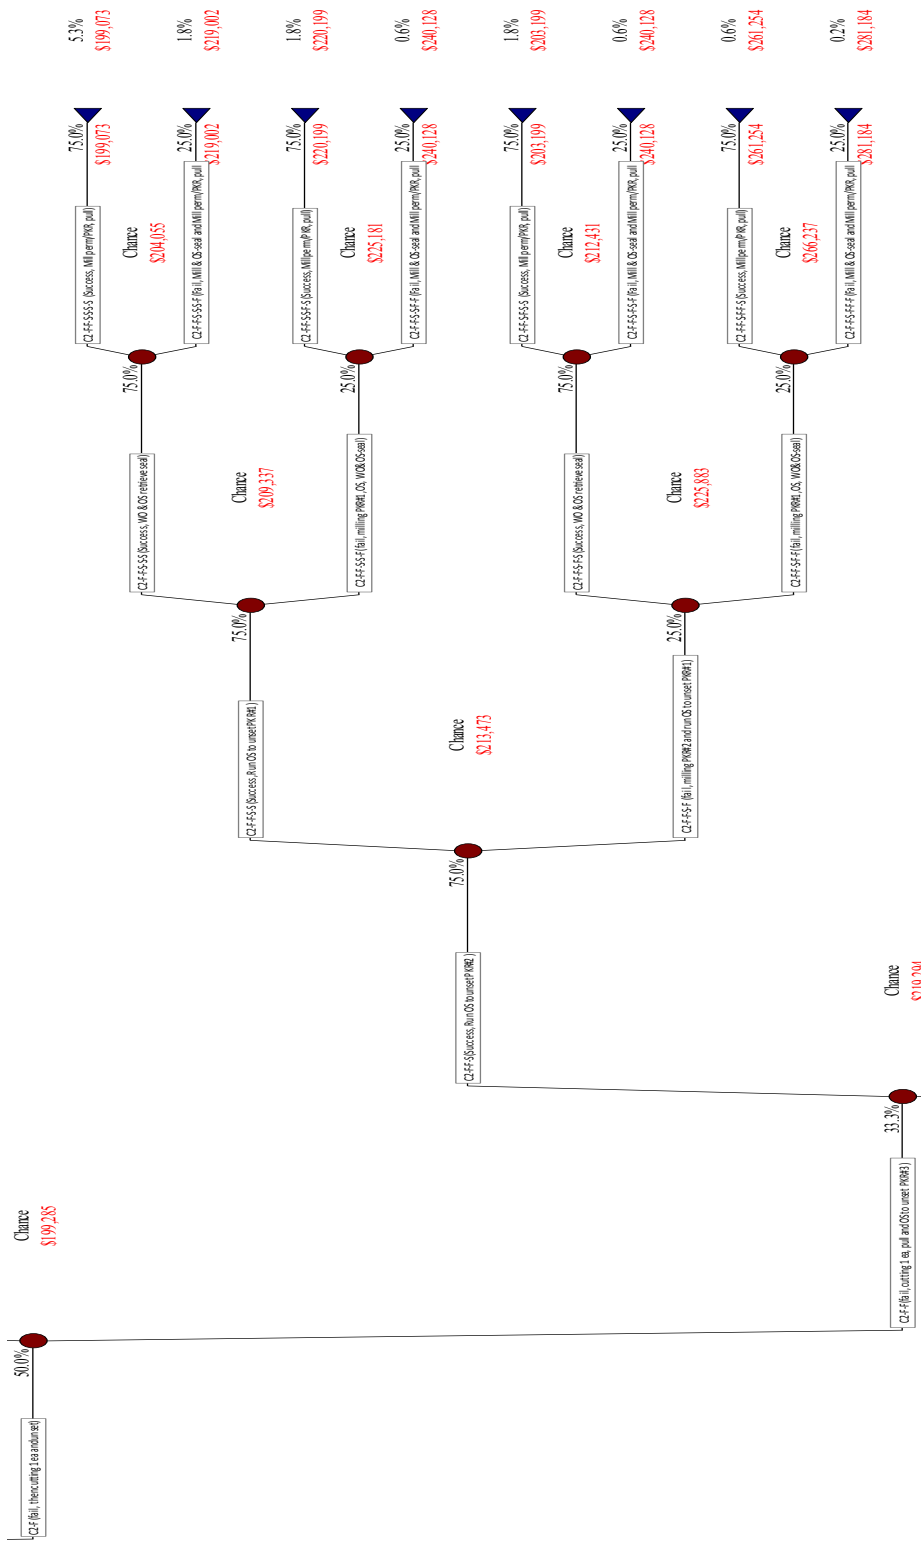 50.0%
Chance
C2-F (fail, then cutting 1 ea and unset)
$199,285
75.0%
5.3%
C2-F-F-S-S-S-S (Success, Mill perm/PKR, pull)
$199,073
$199,073
75.0%
Chance
C2-F-F-S-S-S (Success, WO & OS retrieve seal)
$204,055
25.0%
1.8%
C2-F-F-S-S-S-F (Fail, Mill & OS-seal and Mill perm/PKR, pull
$219,002
$219,002
75.0%
Chance
C2-F-F-S-S (Success, Run OS to unset PKR#1)
$209,337
75.0%
1.8%
C2-F-F-S-S-F-S (Success, Mill perm/PKR, pull)
$220,199
$220,199
25.0%
Chance
C2-F-F-S-S-F (fail, milling PKR#1, OS, WO& OS-seal)
$225,181
25.0%
0.6%
C2-F-F-S-S-F-F (Fail, Mill & OS-seal and Mill perm/PKR, pull
$240,128
$240,128
75.0%
Chance
C2-F-F-S (Success, Run OS to unset PKR#2 )
$213,473
75.0%
1.8%
C2-F-F-S-F-S-S (Success, Mill perm/PKR, pull)
$203,199
$203,199
75.0%
Chance
C2-F-F-S-F-S (Success, WO & OS retrieve seal)
$212,431
25.0%
0.6%
C2-F-F-S-F-S-F (Fail, Mill & OS-seal and Mill perm/PKR, pull
$240,128
$240,128
25.0%
Chance
C2-F-F-S-F (fail, milling PKR#2 and run OS to unset PKR#1)
$225,883
75.0%
0.6%
C2-F-F-S-F-F-S (Success, Mill perm/PKR, pull)
$261,254
$261,254
25.0%
Chance
C2-F-F-S-F-F (fail, milling PKR#1, OS, WO& OS-seal)
$266,237
25.0%
0.2%
C2-F-F-S-F-F-F (Fail, Mill & OS-seal and Mill perm/PKR, pull
$281,184
$281,184
33.3%
Chance
C2-F-F (fail, cutting 1 ea, pull and OS to unset PKR#3 )